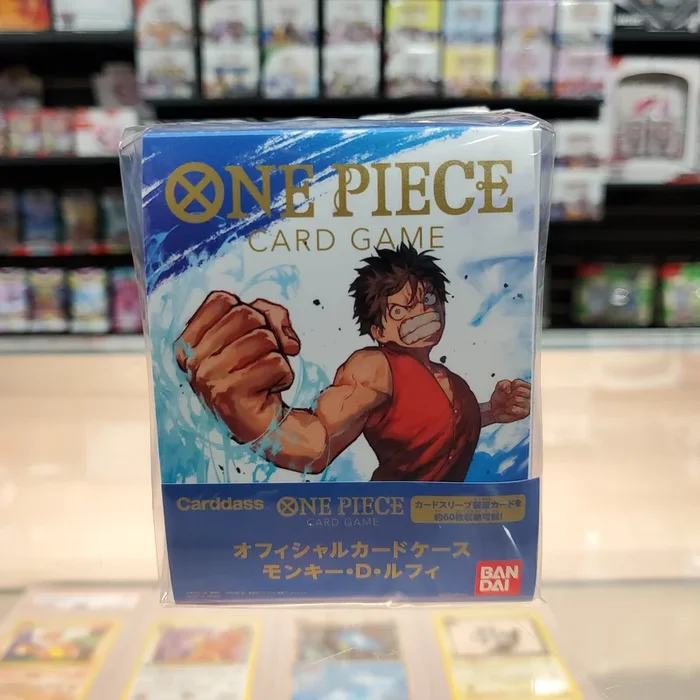 ONE PIECE
CARD GAME
Carddass
ONE PIECE
CARD GAME
カードスリーブ装着カードを
約60枚収納可能!
オフィシャルカードケース
モンキー・D・ルフィ
BAN
DAI